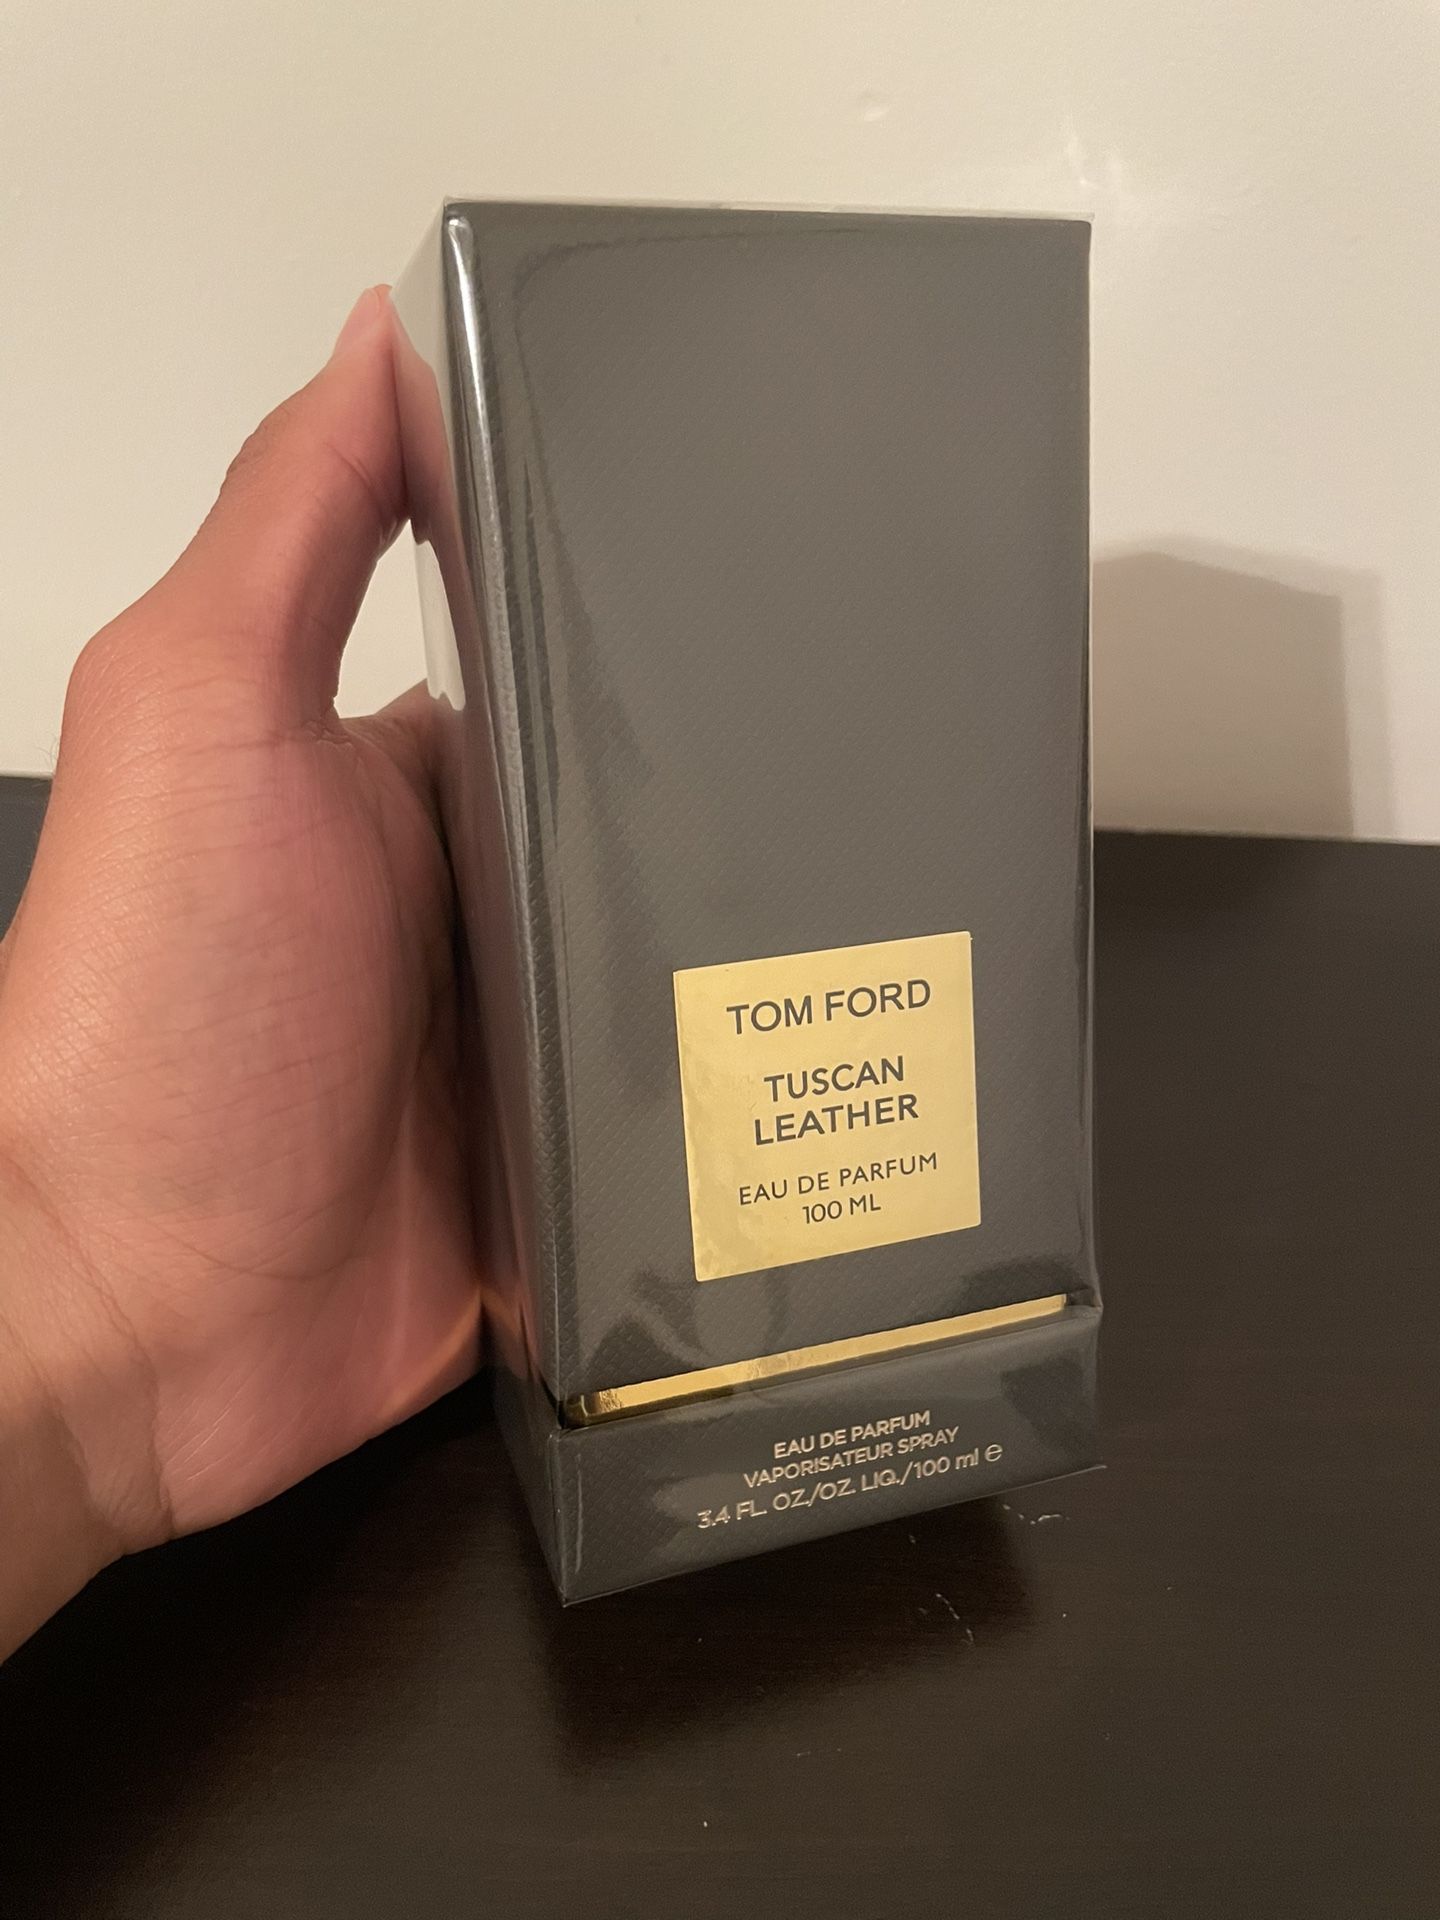 TOM FORD
TUSCAN
LEATHER
EAU DE PARFUM
100 ML
EAU DE PARFUM
VAPORISATEUR SPRAY
3.4 FL. OZ./OZ. LIQ./100 ml ℮